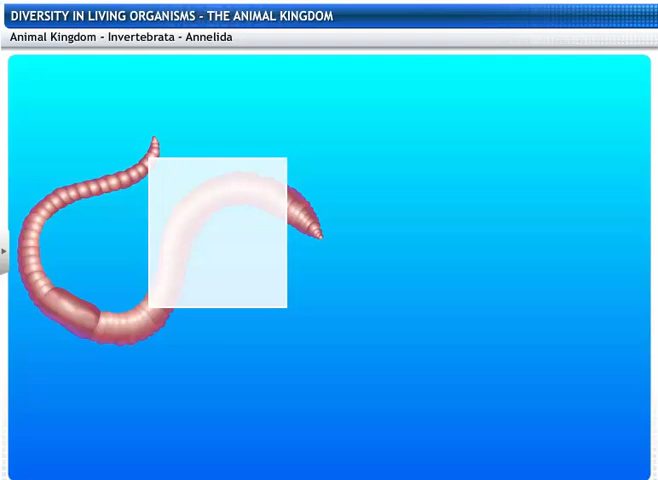 DIVERSITY IN LIVING ORGANISMS - THE ANIMAL KINGDOM
Animal Kingdom - Invertebrata - Annelida